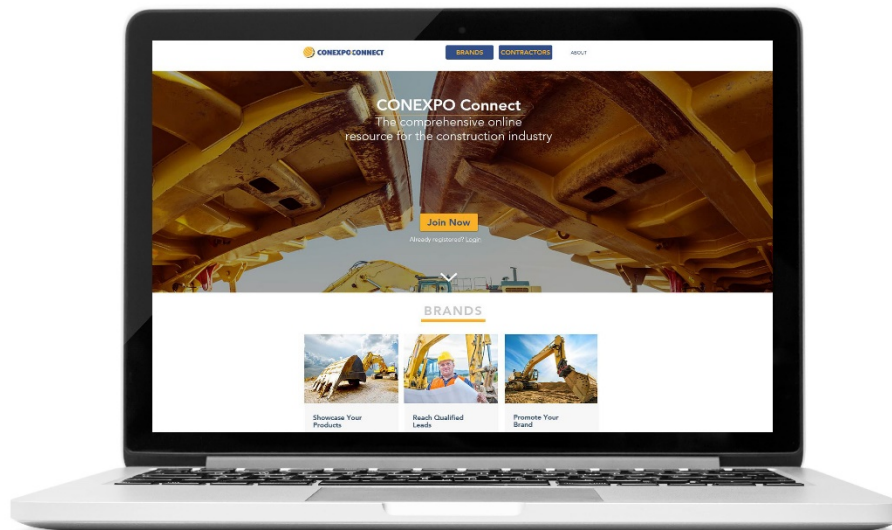 CONEXPO CONNECT
BRANDS
CONTRACTORS
ABOUT
CONEXPO Connect
The comprehensive online
resource for the construction industry
Join Now
Already registered? Login
BRANDS
Showcase Your
Products
Reach Qualified
Leads
Promote Your
Brand